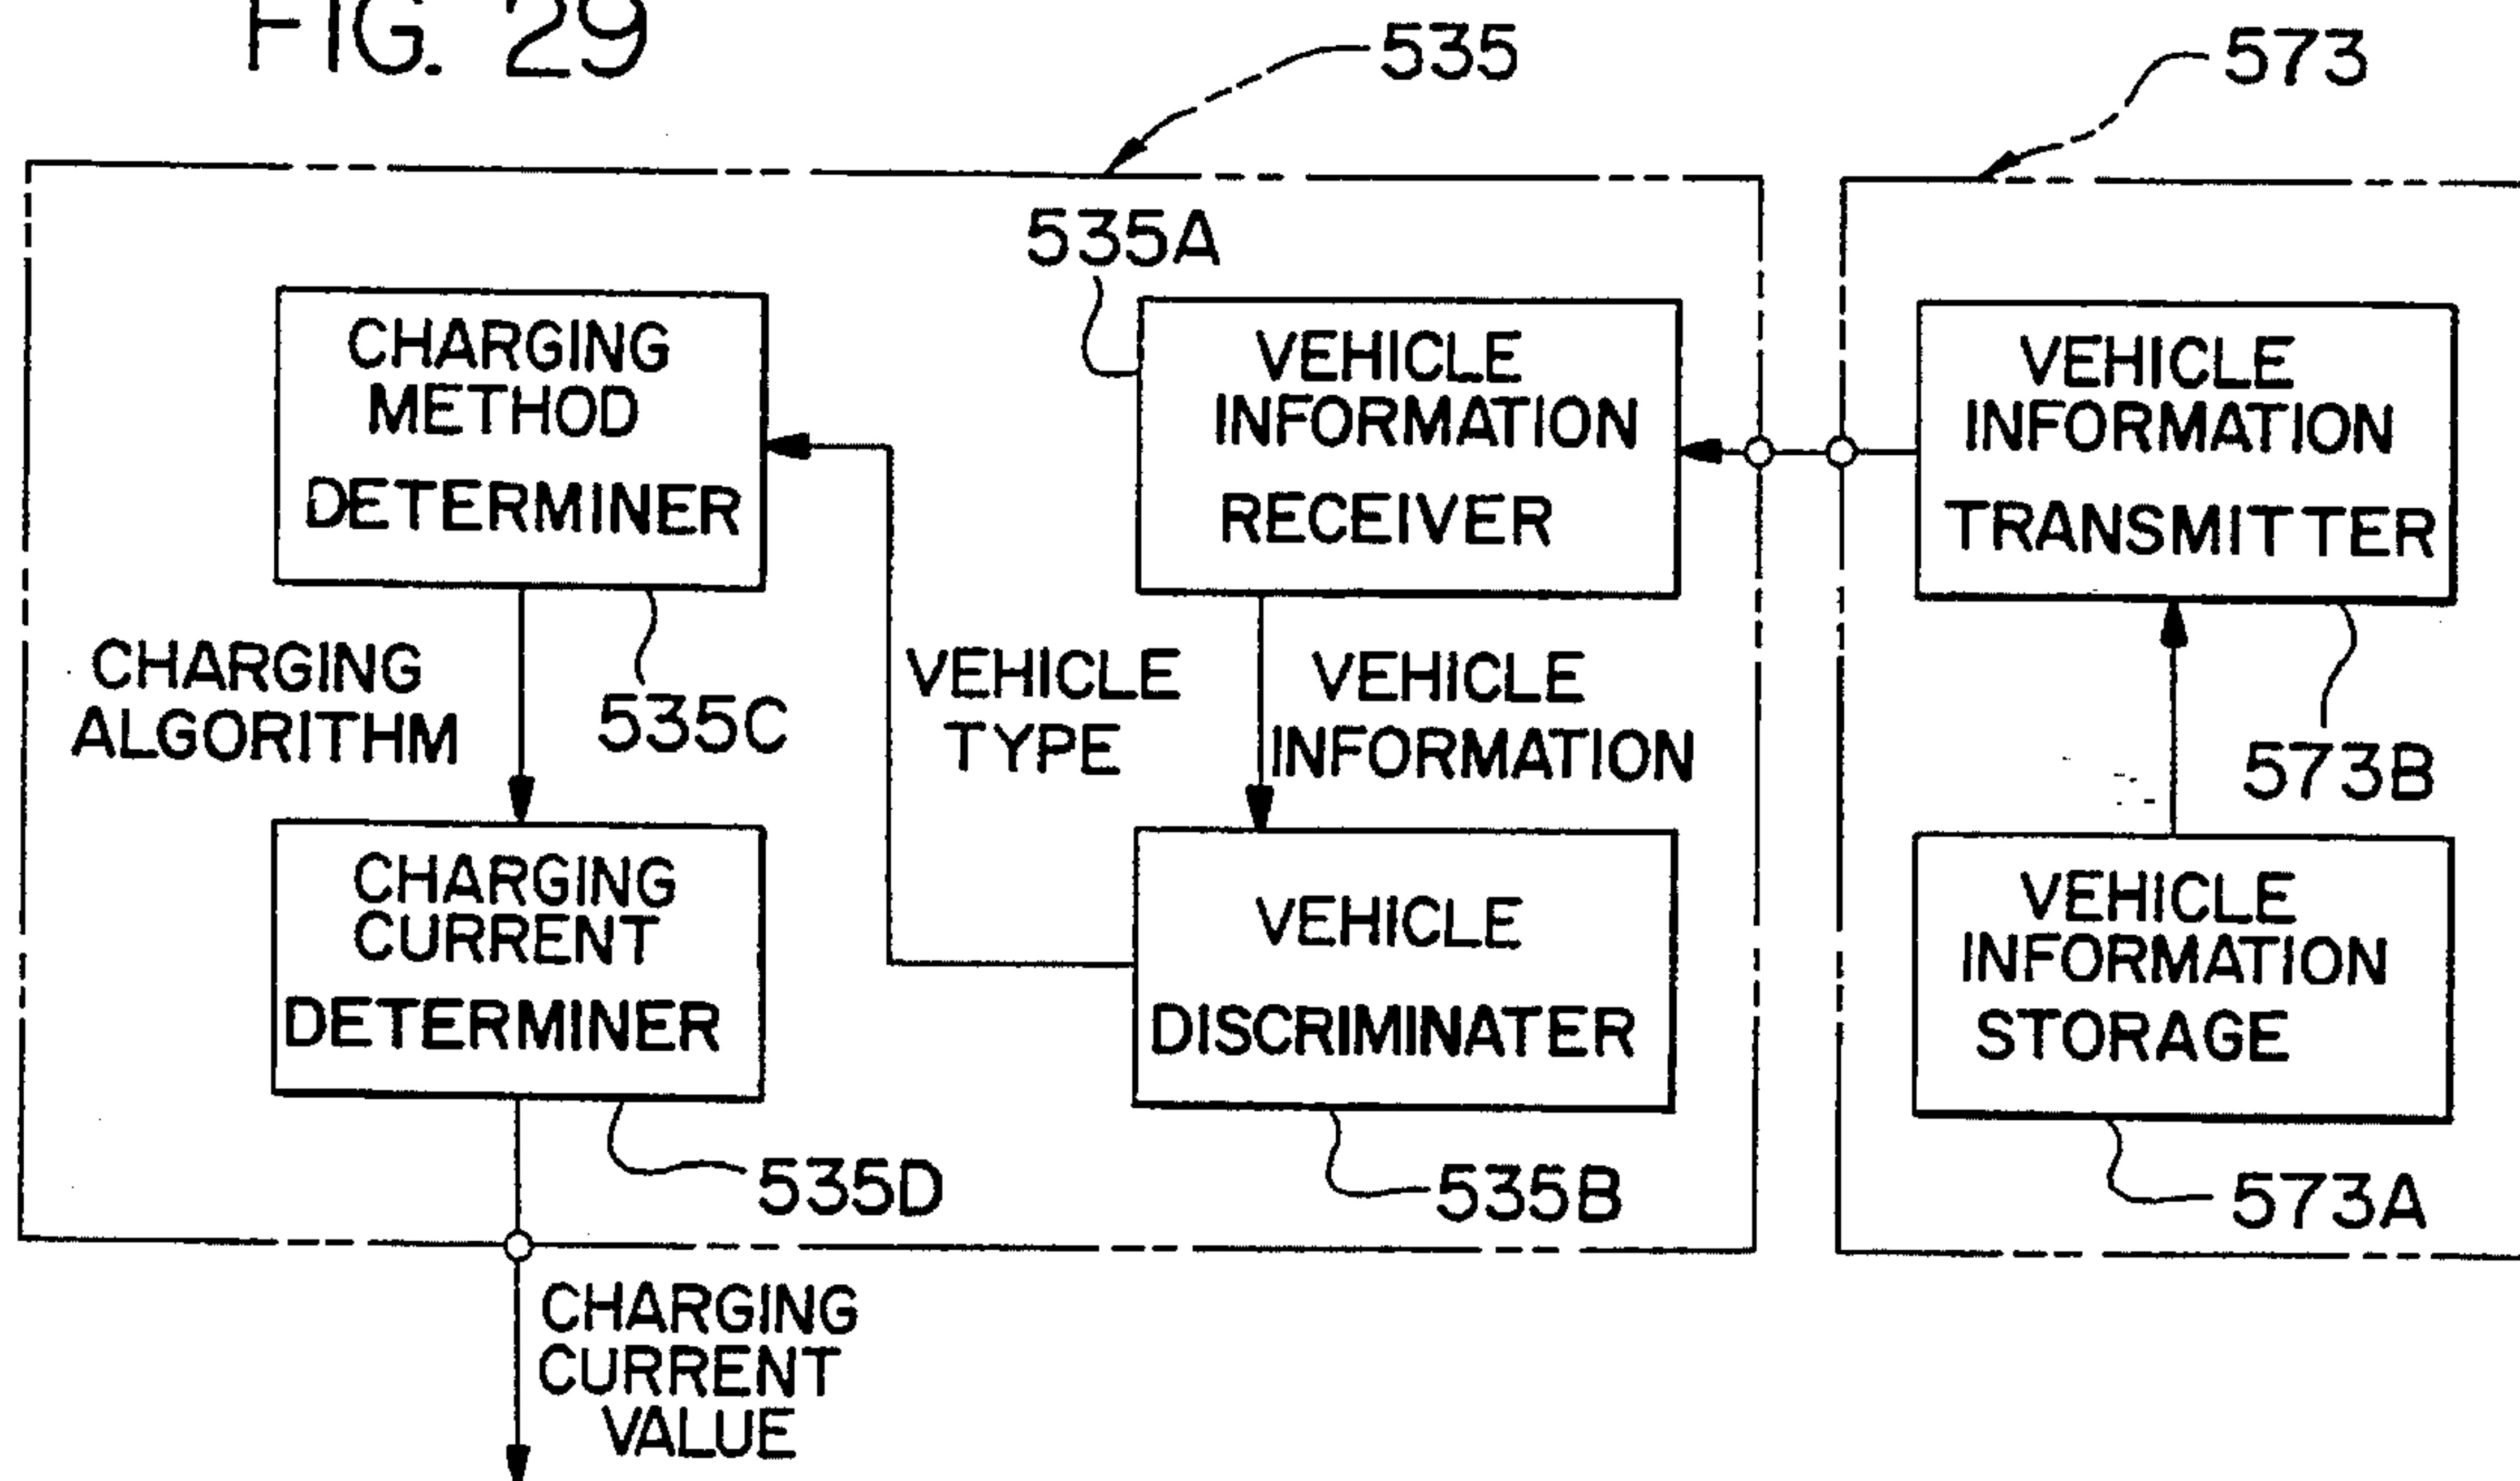 FIG. 29
535
573
535A
CHARGING
METHOD
DETERMINER
VEHICLE
INFORMATION
RECEIVER
VEHICLE
INFORMATION
TRANSMITTER
CHARGING
ALGORITHM
535C
VEHICLE
TYPE
VEHICLE
INFORMATION
573B
CHARGING
CURRENT
DETERMINER
VEHICLE
DISCRIMINATER
VEHICLE
INFORMATION
STORAGE
535D
535B
573A
CHARGING
CURRENT
VALUE